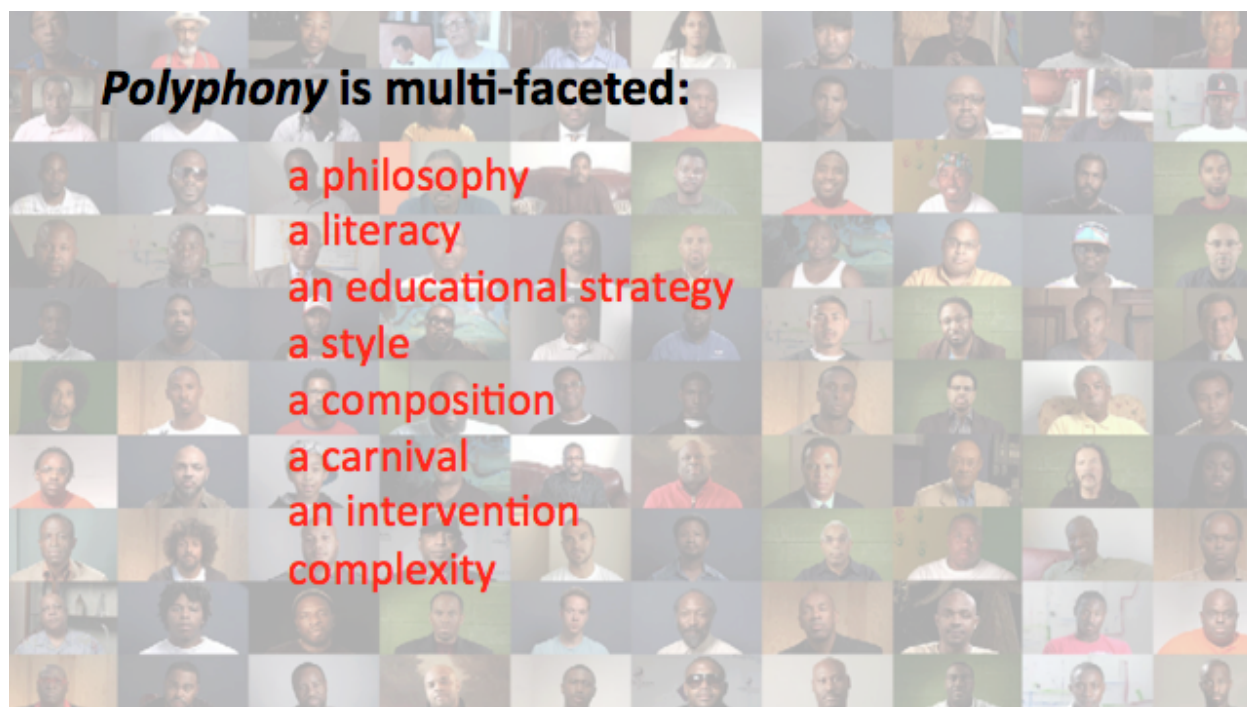 Polyphony is multi-faceted:
a philosophy
a literacy
an educational strategy
a style
a composition
a carnival
an intervention
complexity